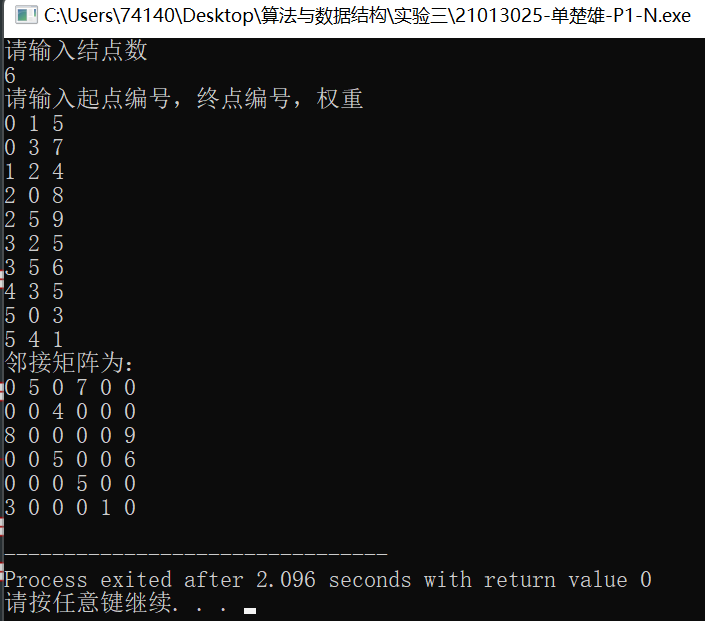 C:\Users\74140\Desktop\算法与数据结构\实验三\21013025-单楚雄-P1-N.exe
请输入结点数
6
请输入起点编号，终点编号，权重
0 1 5
0 3 7
1 2 4
2 0 8
2 5 9
3 2 5
3 5 6
4 3 5
5 0 3
5 4 1
邻接矩阵为：
0 5 0 7 0 0
0 0 4 0 0 0
8 0 0 0 0 9
0 0 5 0 0 6
0 0 0 5 0 0
3 0 0 0 1 0
--------------------------------
Process exited after 2.096 seconds with return value 0
请按任意键继续. . .